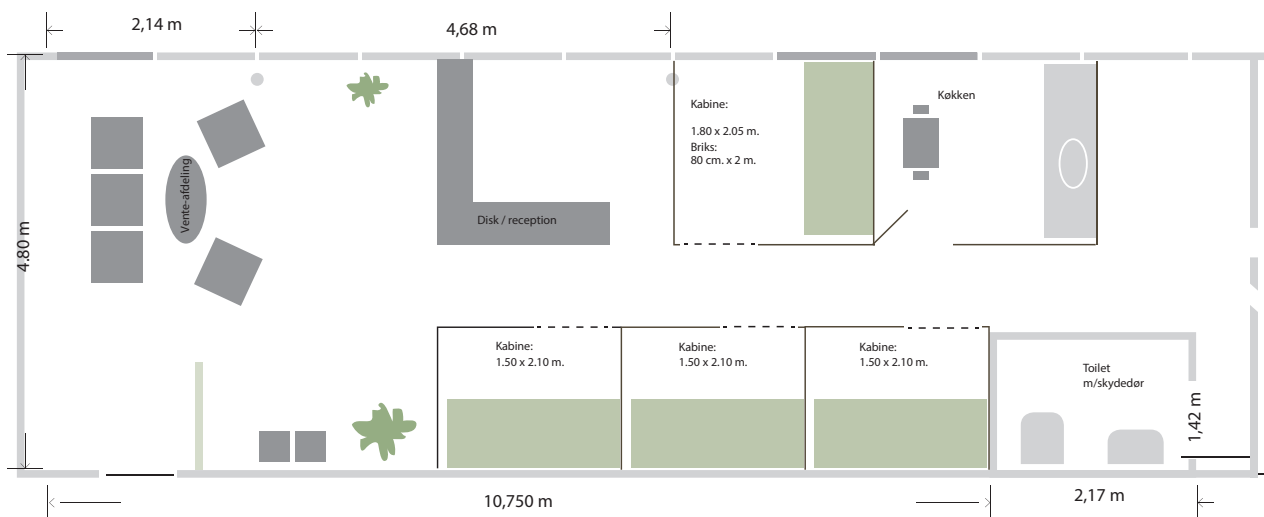 2,14 m
4,68 m
Kabine:
1.80 x 2.05 m.
Briks:
80 cm. x 2 m.
Køkken
Vente-afdeling
Disk / reception
4.80 m
Kabine:
1.50 x 2.10 m.
Kabine:
1.50 x 2.10 m.
Kabine:
1.50 x 2.10 m.
Toilet
m/skydedør
1,42 m
10,750 m
2,17 m